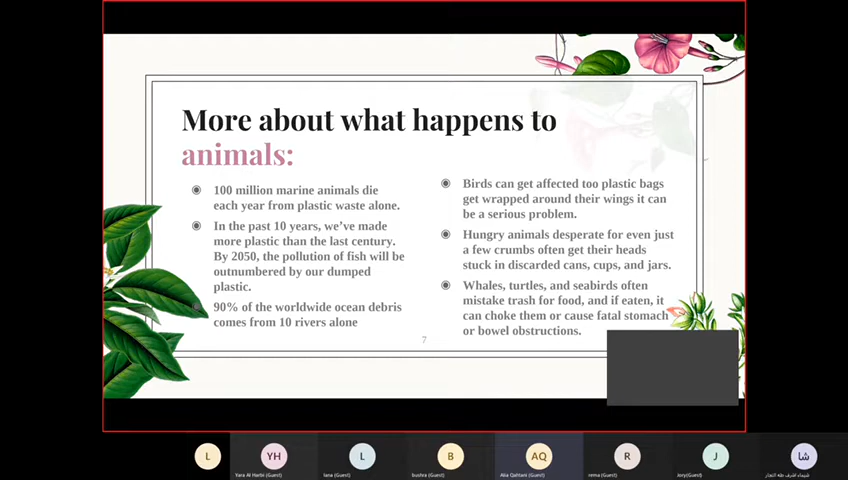 More about what happens to
animals:
◉ 100 million marine animals die
each year from plastic waste alone.
◉ In the past 10 years, we've made
more plastic than the last century.
By 2050, the pollution of fish will be
outnumbered by our dumped
plastic.
◉ 90% of the worldwide ocean debris
comes from 10 rivers alone
◉ Birds can get affected too plastic bags
get wrapped around their wings it can
be a serious problem.
◉ Hungry animals desperate for even just
a few crumbs often get their heads
stuck in discarded cans, cups, and jars.
◉ Whales, turtles, and seabirds often
mistake trash for food, and if eaten, it
can choke them or cause fatal stomach
or bowel obstructions.
7
L YH L B AQ R J شا
Yara Al Harbi (Guest) lana (Guest) bushra (Guest) Alia Qahtani (Guest) rema (Guest) Jory (Guest) شيماء اشرف طه النجار